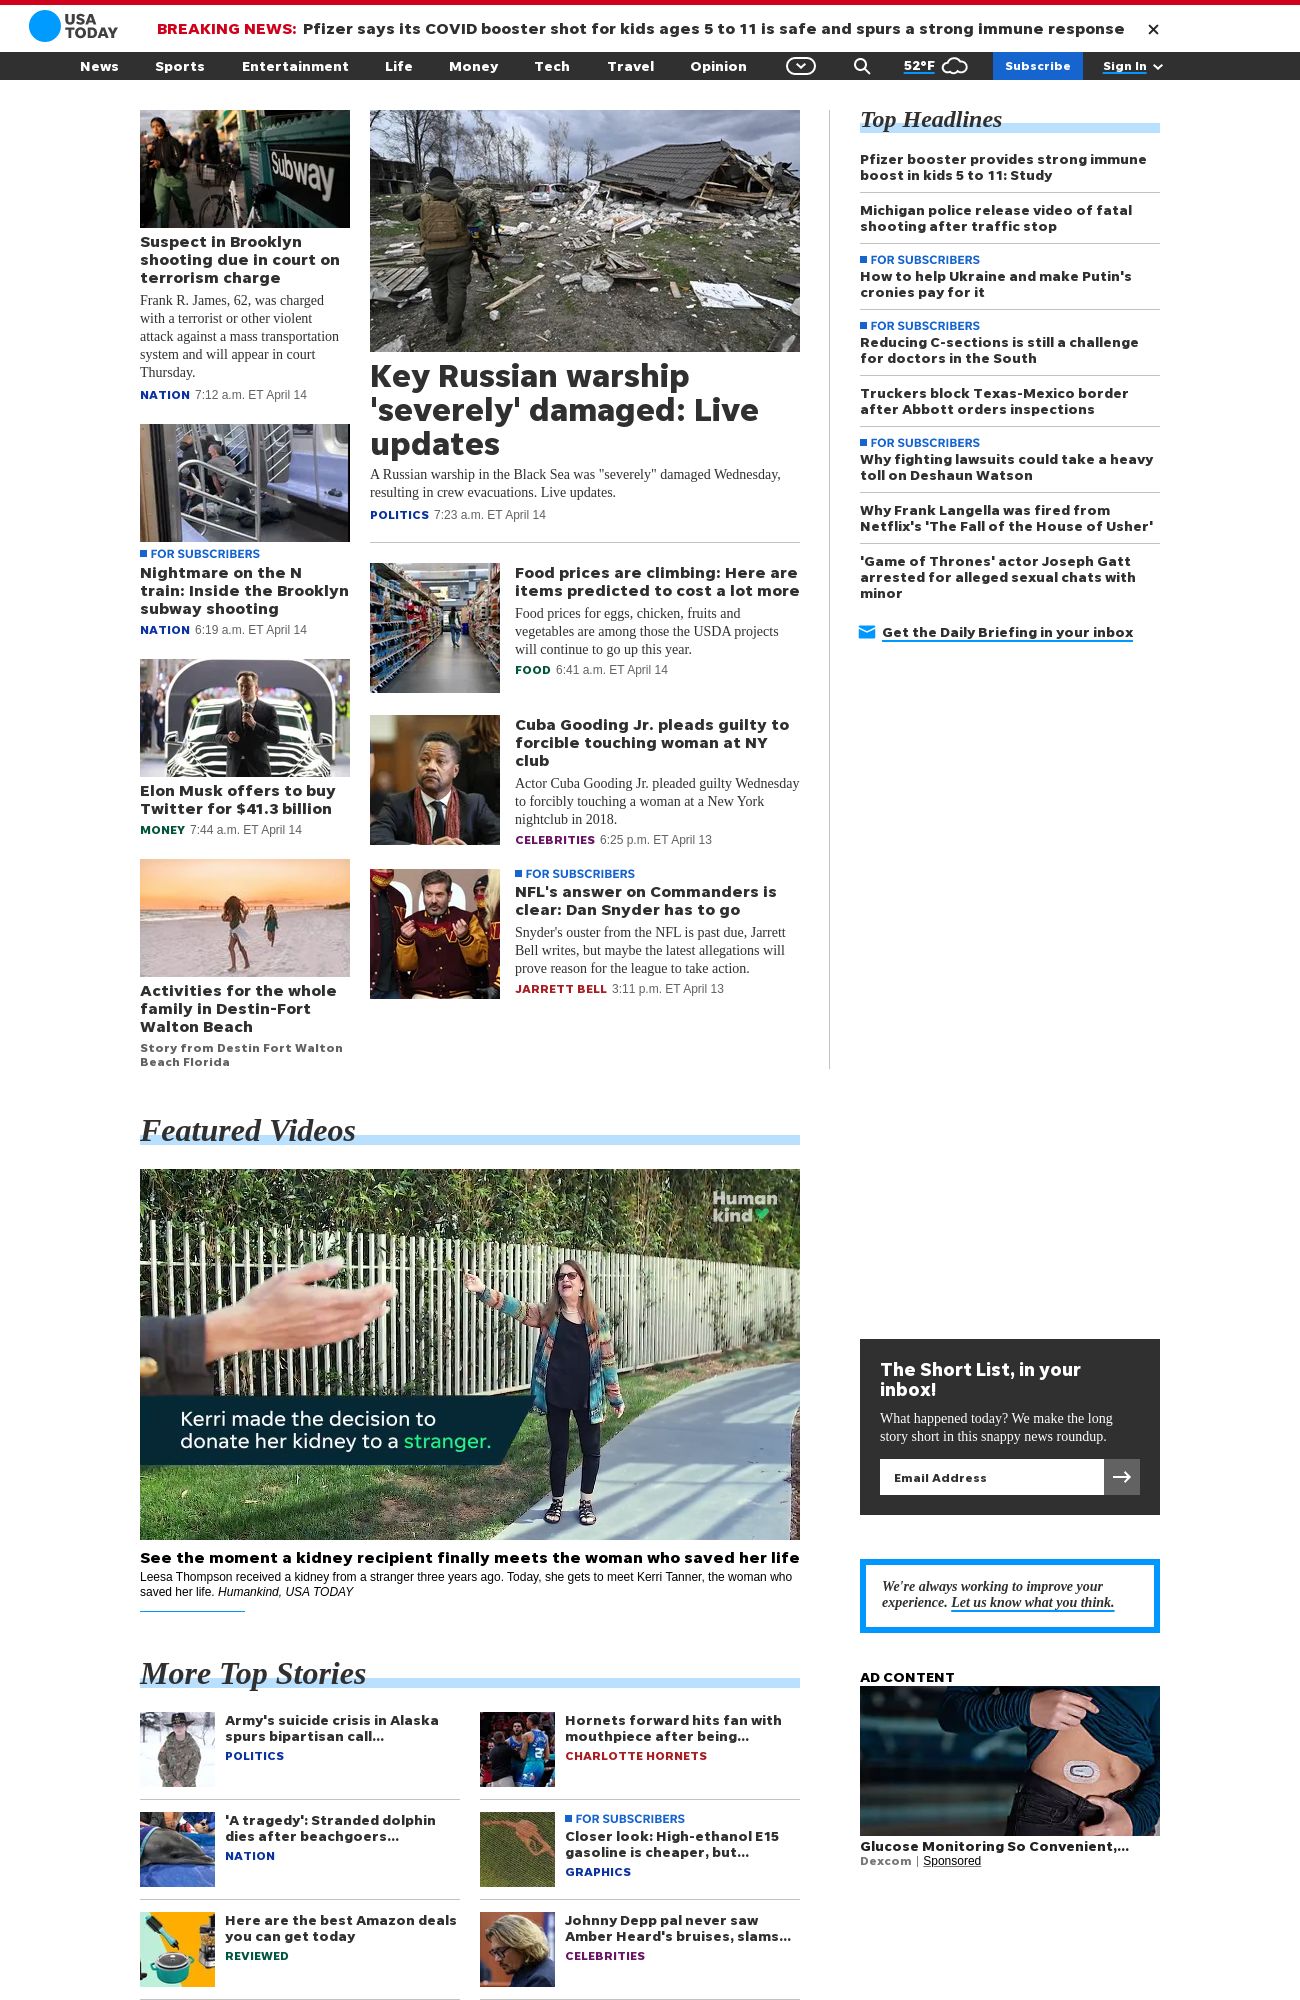 USA
TODAY
BREAKING NEWS: Pfizer says its COVID booster shot for kids ages 5 to 11 is safe and spurs a strong immune response
News Sports Entertainment Life Money Tech Travel Opinion 52°F Subscribe Sign In
Subway
Suspect in Brooklyn
shooting due in court on
terrorism charge
Frank R. James, 62, was charged
with a terrorist or other violent
attack against a mass transportation
system and will appear in court
Thursday.
NATION 7:12 a.m. ET April 14
FOR SUBSCRIBERS
Nightmare on the N
train: Inside the Brooklyn
subway shooting
NATION 6:19 a.m. ET April 14
Elon Musk offers to buy
Twitter for $41.3 billion
MONEY 7:44 a.m. ET April 14
Activities for the whole
family in Destin-Fort
Walton Beach
Story from Destin Fort Walton
Beach Florida
Key Russian warship
'severely' damaged: Live
updates
A Russian warship in the Black Sea was "severely" damaged Wednesday,
resulting in crew evacuations. Live updates.
POLITICS 7:23 a.m. ET April 14
Food prices are climbing: Here are
items predicted to cost a lot more
Food prices for eggs, chicken, fruits and
vegetables are among those the USDA projects
will continue to go up this year.
FOOD 6:41 a.m. ET April 14
Cuba Gooding Jr. pleads guilty to
forcible touching woman at NY
club
Actor Cuba Gooding Jr. pleaded guilty Wednesday
to forcibly touching a woman at a New York
nightclub in 2018.
CELEBRITIES 6:25 p.m. ET April 13
FOR SUBSCRIBERS
NFL's answer on Commanders is
clear: Dan Snyder has to go
Snyder's ouster from the NFL is past due, Jarrett
Bell writes, but maybe the latest allegations will
prove reason for the league to take action.
JARRETT BELL 3:11 p.m. ET April 13
Top Headlines
Pfizer booster provides strong immune
boost in kids 5 to 11: Study
Michigan police release video of fatal
shooting after traffic stop
FOR SUBSCRIBERS
How to help Ukraine and make Putin's
cronies pay for it
FOR SUBSCRIBERS
Reducing C-sections is still a challenge
for doctors in the South
Truckers block Texas-Mexico border
after Abbott orders inspections
FOR SUBSCRIBERS
Why fighting lawsuits could take a heavy
toll on Deshaun Watson
Why Frank Langella was fired from
Netflix's 'The Fall of the House of Usher'
'Game of Thrones' actor Joseph Gatt
arrested for alleged sexual chats with
minor
Get the Daily Briefing in your inbox
Featured Videos
Human
kind
Kerri made the decision to
donate her kidney to a stranger.
See the moment a kidney recipient finally meets the woman who saved her life
Leesa Thompson received a kidney from a stranger three years ago. Today, she gets to meet Kerri Tanner, the woman who
saved her life. Humankind, USA TODAY
The Short List, in your
inbox!
What happened today? We make the long
story short in this snappy news roundup.
Email Address
We're always working to improve your
experience. Let us know what you think.
AD CONTENT
Glucose Monitoring So Convenient,...
Dexcom | Sponsored
More Top Stories
Army's suicide crisis in Alaska
spurs bipartisan call...
POLITICS
Hornets forward hits fan with
mouthpiece after being...
CHARLOTTE HORNETS
'A tragedy': Stranded dolphin
dies after beachgoers...
NATION
FOR SUBSCRIBERS
Closer look: High-ethanol E15
gasoline is cheaper, but...
GRAPHICS
Here are the best Amazon deals
you can get today
REVIEWED
Johnny Depp pal never saw
Amber Heard's bruises, slams...
CELEBRITIES